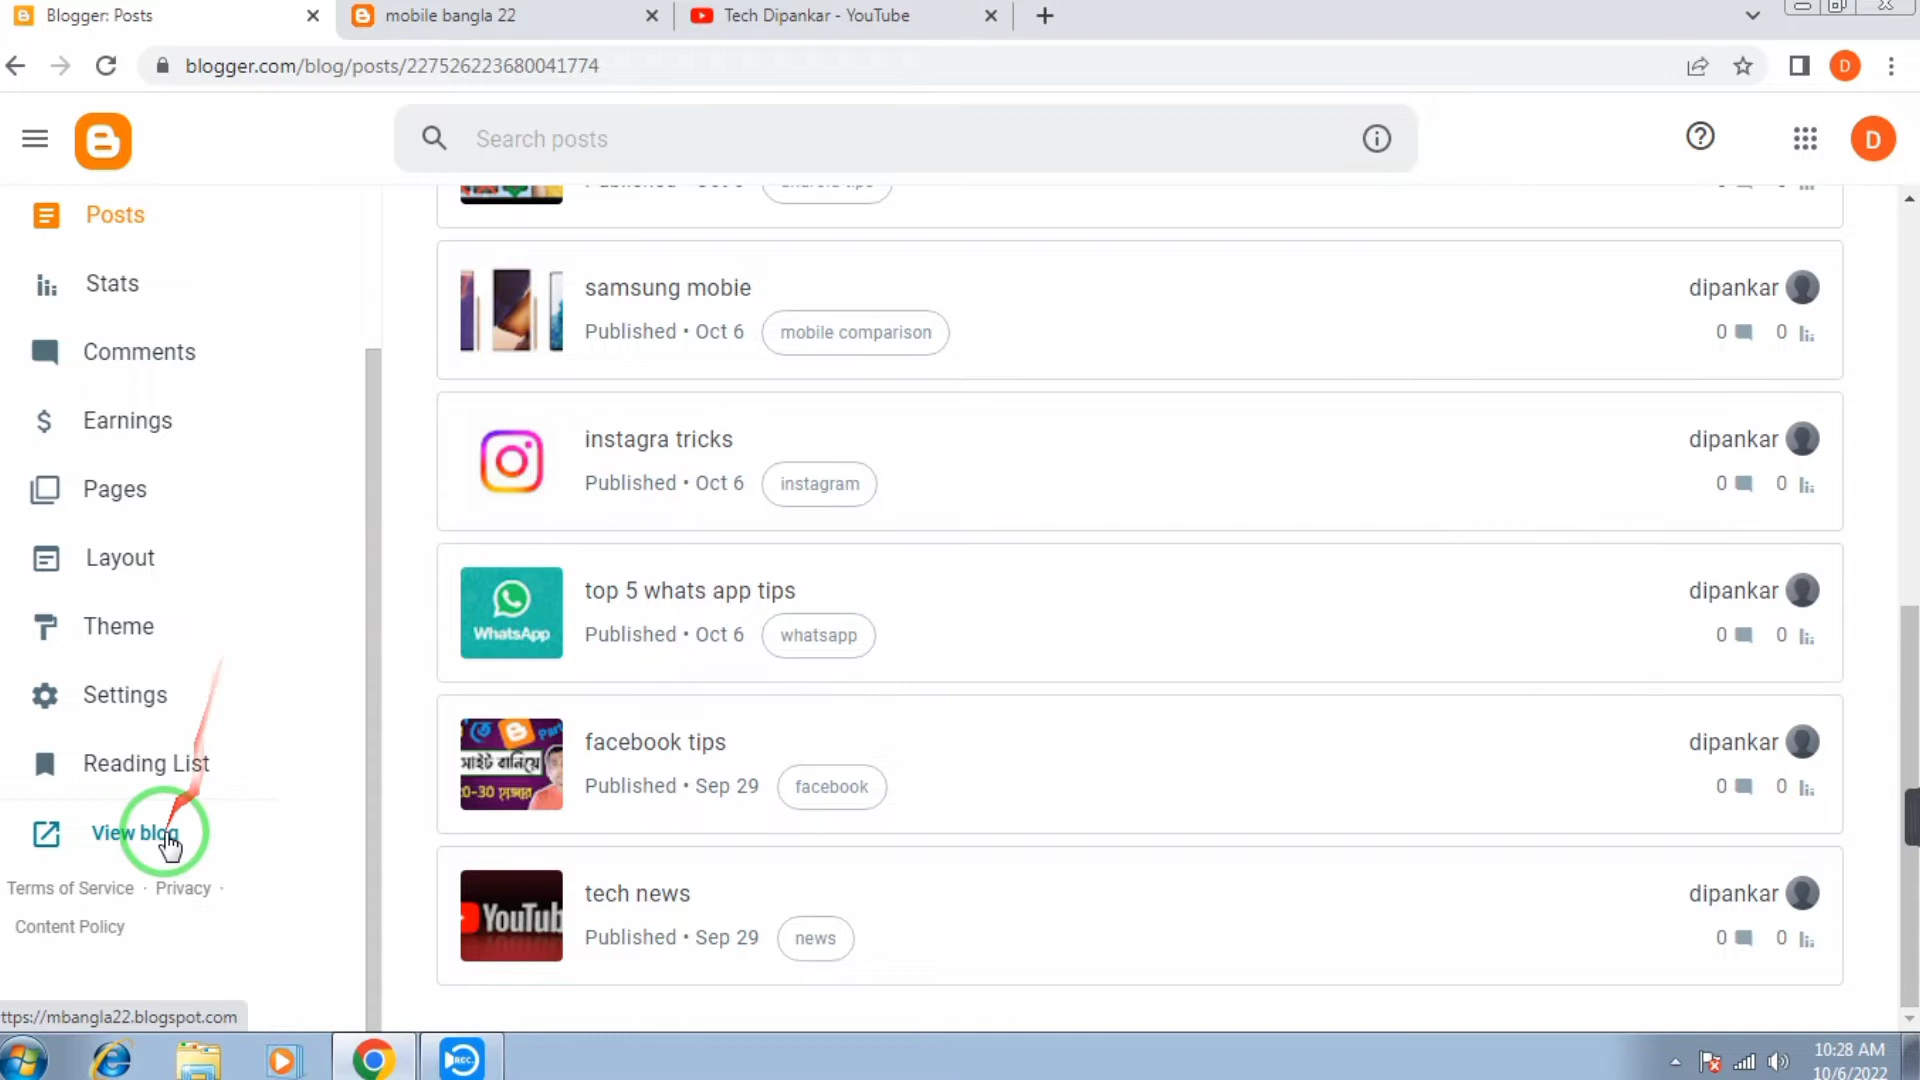 Blogger: Posts
mobile bangla 22
Tech Dipankar - YouTube
blogger.com/blog/posts/227526223680041774
D
Search posts
D
Posts
Stats
Comments
Earnings
Pages
Layout
Theme
Settings
Reading List
View blog
Terms of Service · Privacy ·
Content Policy
ttps://mbangla22.blogspot.com
samsung mobie
Published • Oct 6
mobile comparison
dipankar
0 0
instagra tricks
Published • Oct 6
instagram
dipankar
0 0
WhatsApp
top 5 whats app tips
Published • Oct 6
whatsapp
dipankar
0 0
facebook tips
Published • Sep 29
facebook
dipankar
0 0
YouTub
tech news
Published • Sep 29
news
dipankar
0 0
REC
10:28 AM
10/6/2022